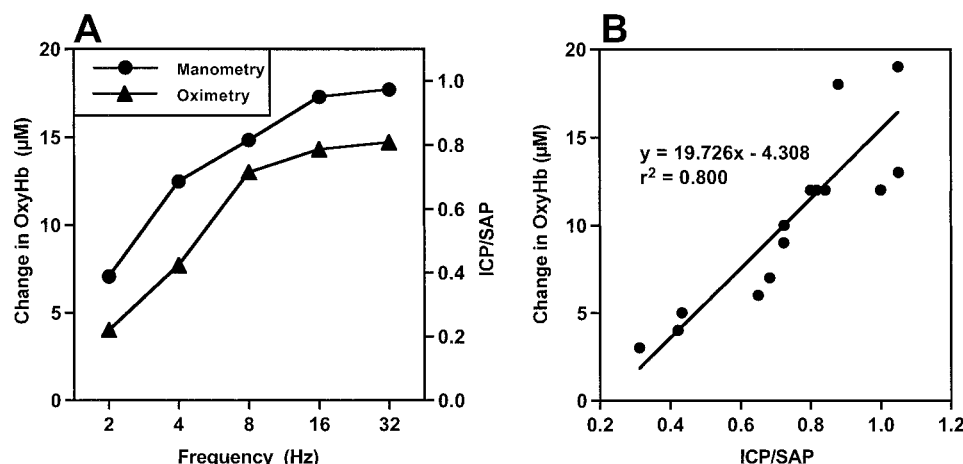 A
20
15
10
5
0
Change in OxyHb (µM)
Manometry
Oximetry
1.0
0.8
0.6
0.4
0.2
0.0
ICP/SAP
2 4 8 16 32
Frequency (Hz)
B
20
15
10
5
0
Change in OxyHb (µM)
y = 19.726x - 4.308
r² = 0.800
0.2 0.4 0.6 0.8 1.0 1.2
ICP/SAP